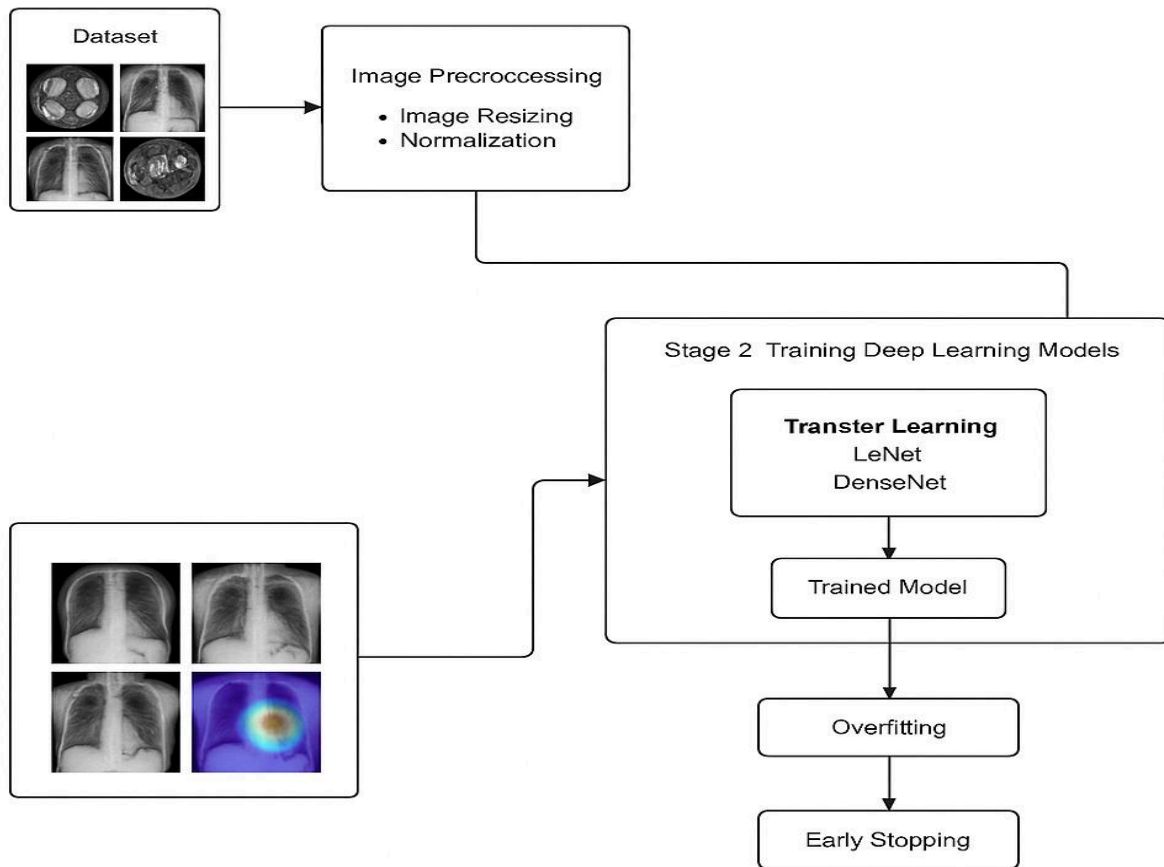 Dataset
Image Precroccessing
• Image Resizing
• Normalization
Stage 2 Training Deep Learning Models
Transter Learning
LeNet
DenseNet
Trained Model
Overfitting
Early Stopping